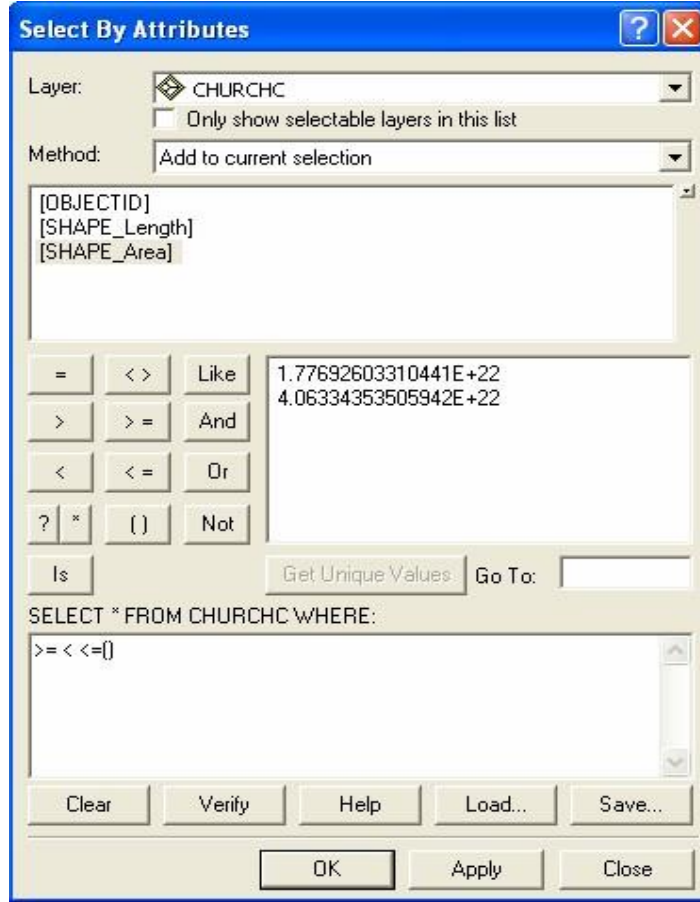 Select By Attributes
Layer: CHURCHC
Only show selectable layers in this list
Method: Add to current selection
[OBJECTID]
[SHAPE_Length]
[SHAPE_Area]
= < > Like
> > = And
< < = Or
? * ( ) Not
Is
1.77692603310441E+22
4.06334353505942E+22
Get Unique Values Go To:
SELECT * FROM CHURCHC WHERE:
>= < <=()
Clear Verify Help Load... Save...
OK Apply Close